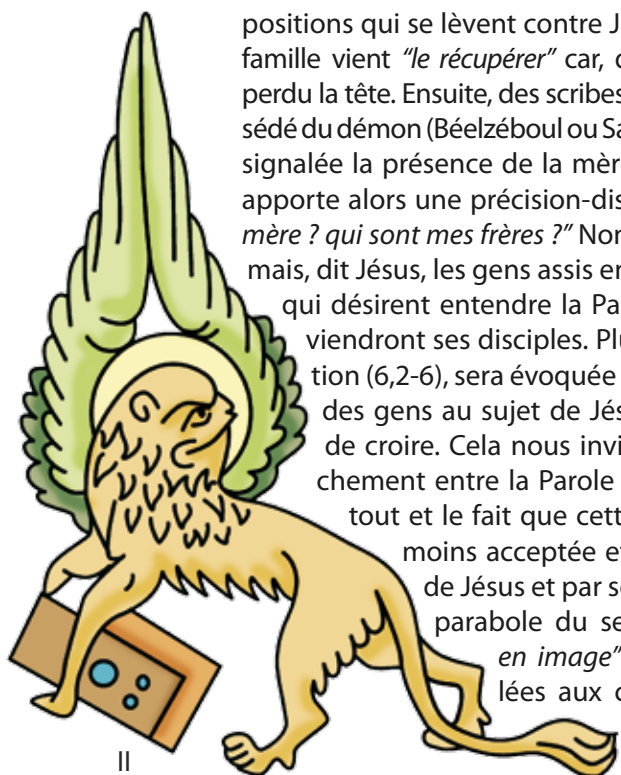 positions qui se lèvent contre J
famille vient “le récupérer” car, 
perdu la tête. Ensuite, des scribes
sédé du démon (Béelzéboul ou Sa
signalée la présence de la mèr
apporte alors une précision-dis
mère ? qui sont mes frères ?” Non
mais, dit Jésus, les gens assis en
qui désirent entendre la Pa
viendront ses disciples. Plu
tion (6,2-6), sera évoquée
des gens au sujet de Jés
de croire. Cela nous invi
chement entre la Parole
tout et le fait que cett
moins acceptée e
de Jésus et par s
parabole du se
en image”
lées aux
II